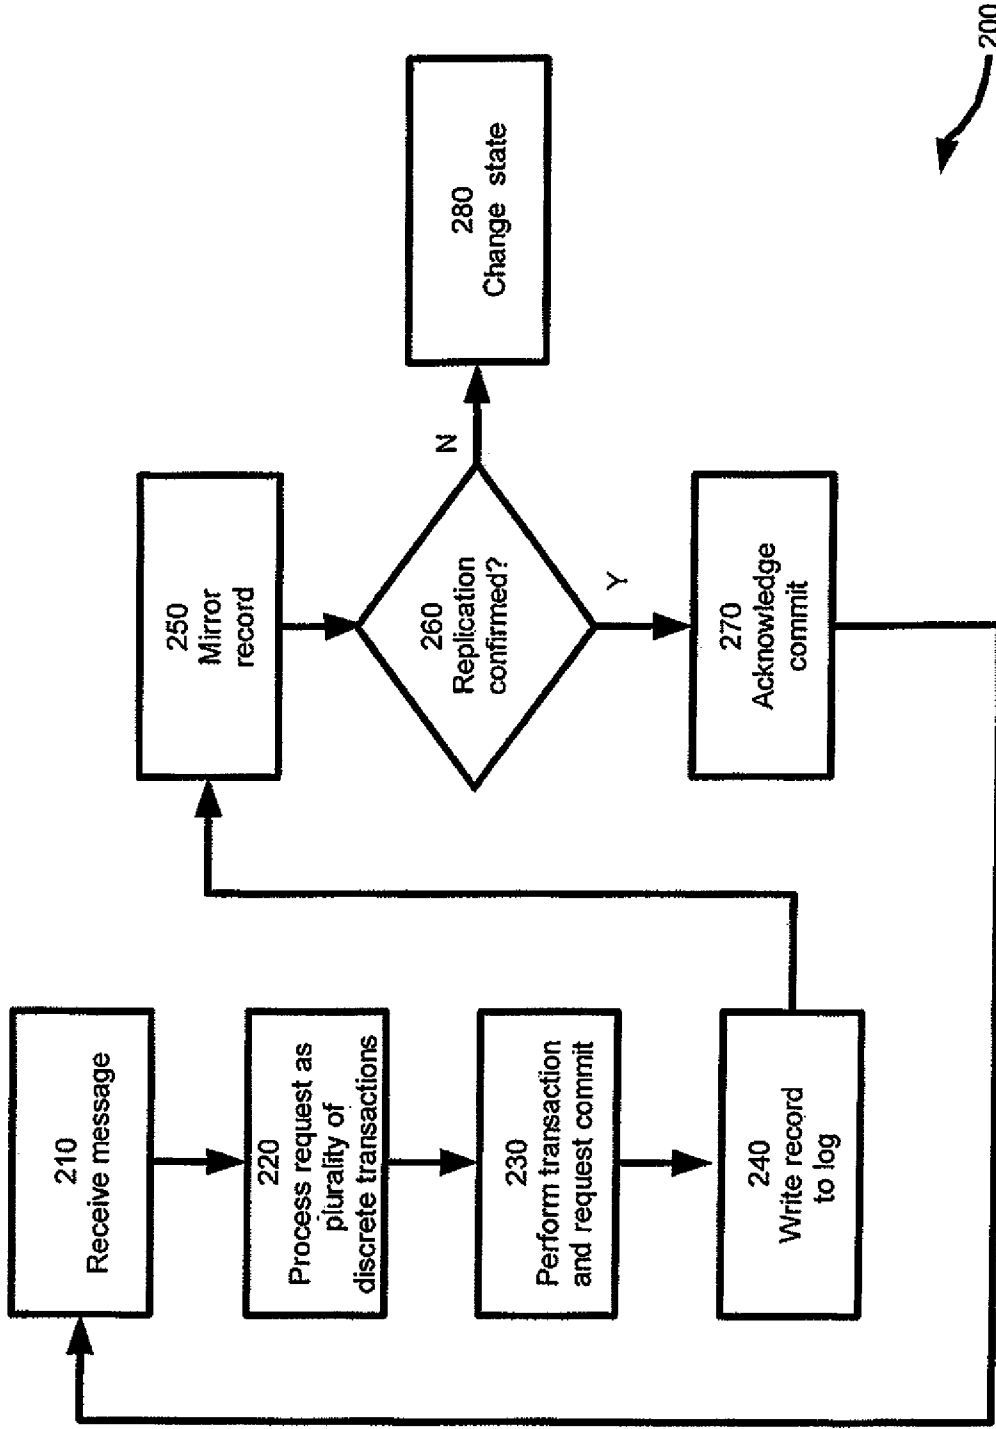 210
Receive message
220
Process request as
plurality of
discrete transactions
230
Perform transaction
and request commit
240
Write record
to log
250
Mirror
record
260
Replication
confirmed?
N
Y
270
Acknowledge
commit
280
Change state
200